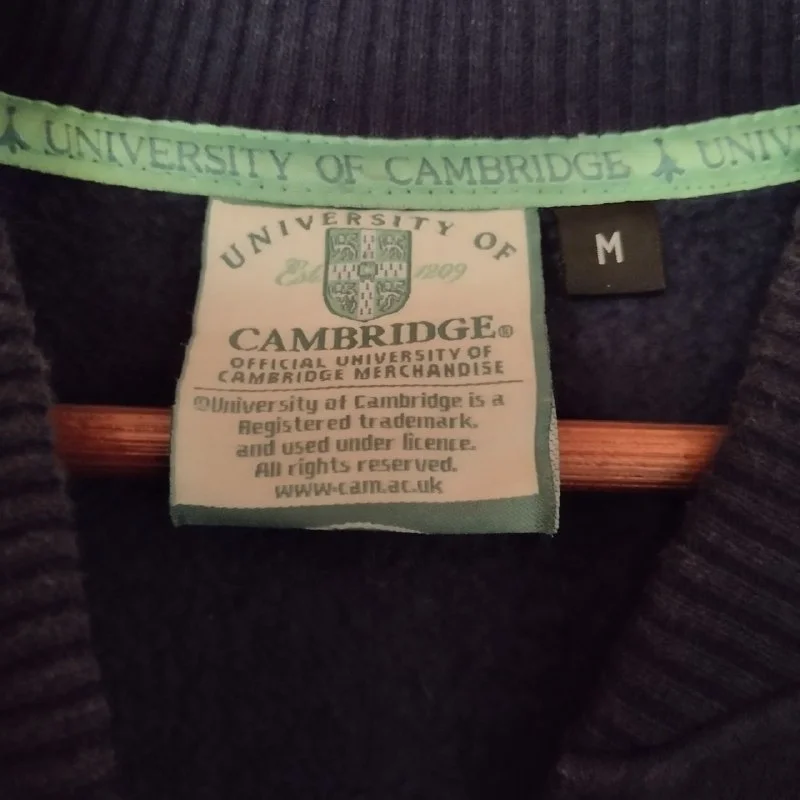 UNIVERSITY OF CAMBRIDGE UNIV
UNIVERSITY OF
Est 1209
CAMBRIDGE®
OFFICIAL UNIVERSITY OF
CAMBRIDGE MERCHANDISE
©University of Cambridge is a
Registered trademark.
and used under licence.
All rights reserved.
www.cam.ac.uk
M